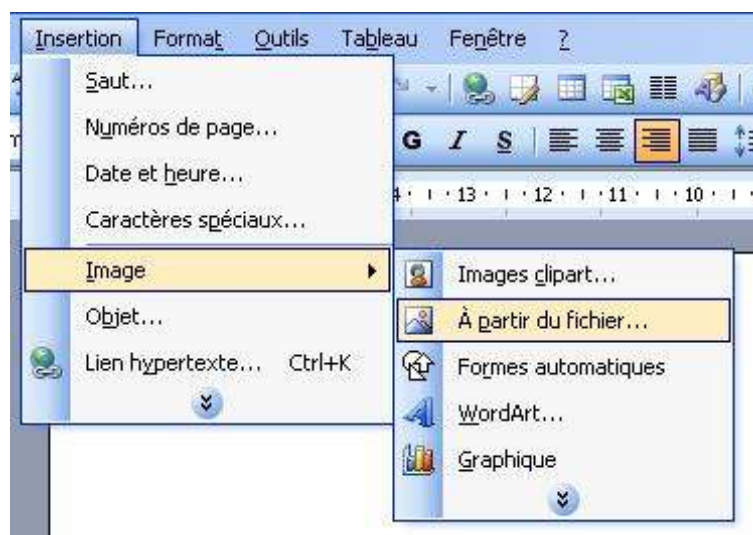 Insertion Format Outils Tableau Fenêtre ?
Saut...
Numéros de page...
G I S
Date et heure...
13 12 11 10
Caractères spéciaux...
Image
Images clipart...
Objet...
À partir du fichier...
Lien hypertexte... Ctrl+K
Formes automatiques
WordArt...
Graphique